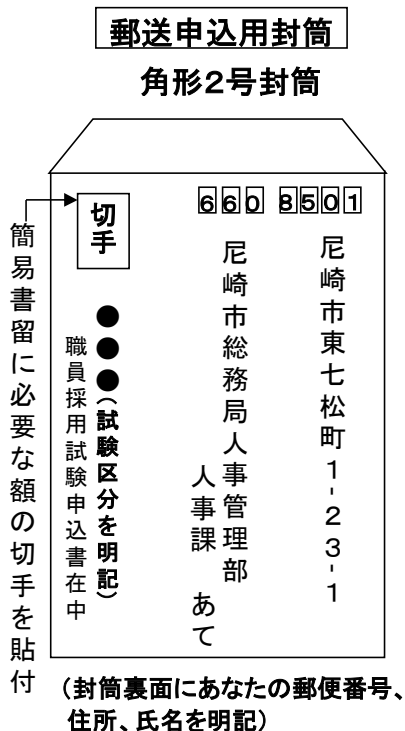 郵送申込用封筒
角形2号封筒
切手
660 8501
尼崎市東七松町1-23-1
尼崎市総務局人事管理部
人事課 あて
●●●(試験区分を明記)
職員採用試験申込書在中
簡易書留に必要な額の切手を貼付
(封筒裏面にあなたの郵便番号、
住所、氏名を明記)